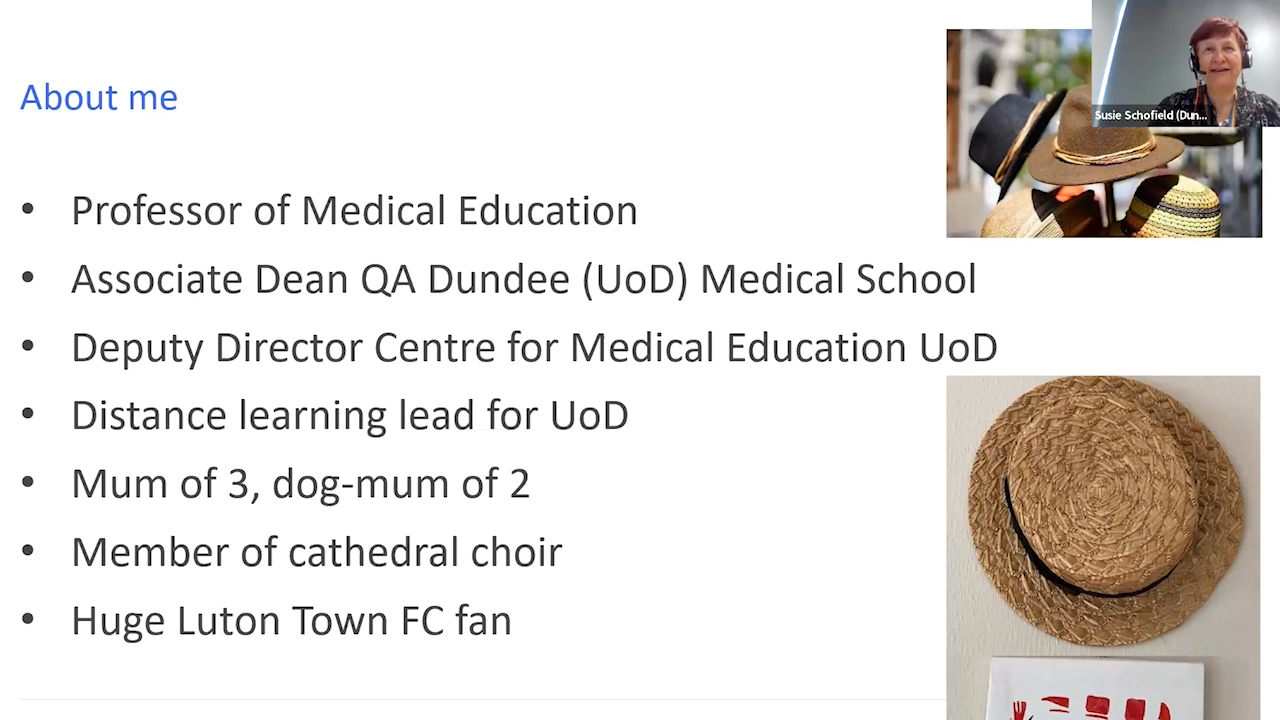 About me
Susie Schofield (Dun...
• Professor of Medical Education
• Associate Dean QA Dundee (UoD) Medical School
• Deputy Director Centre for Medical Education UoD
• Distance learning lead for UoD
• Mum of 3, dog-mum of 2
• Member of cathedral choir
• Huge Luton Town FC fan